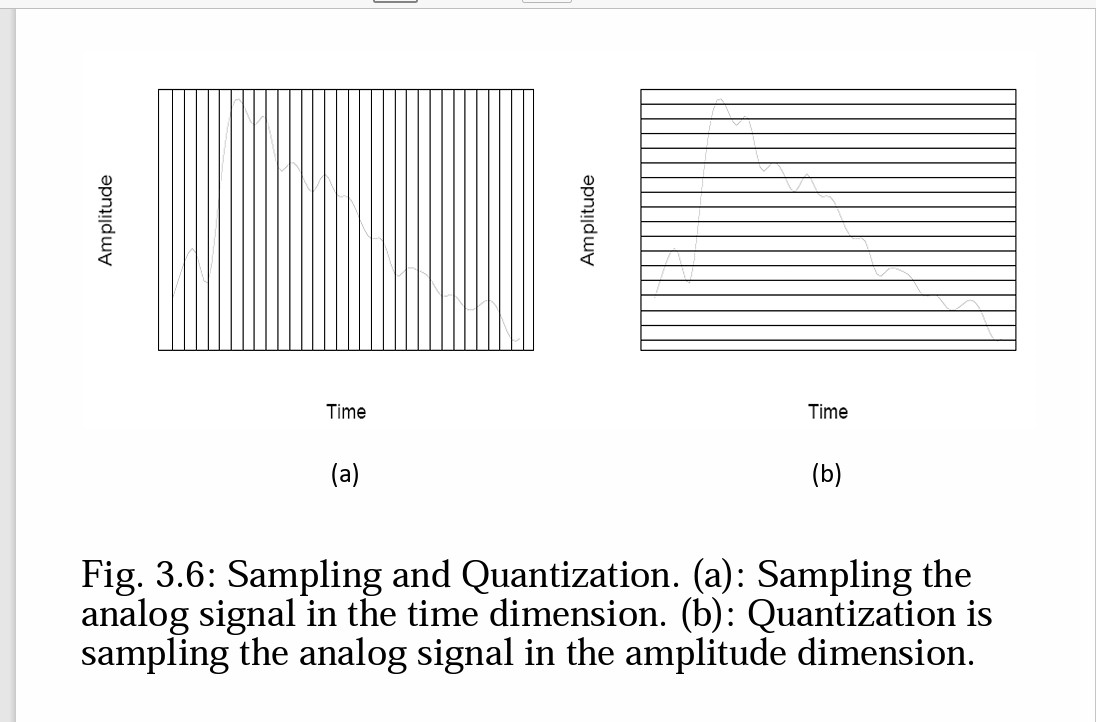 Amplitude
Time
(a)
Amplitude
Time
(b)
Fig. 3.6: Sampling and Quantization. (a): Sampling the
analog signal in the time dimension. (b): Quantization is
sampling the analog signal in the amplitude dimension.